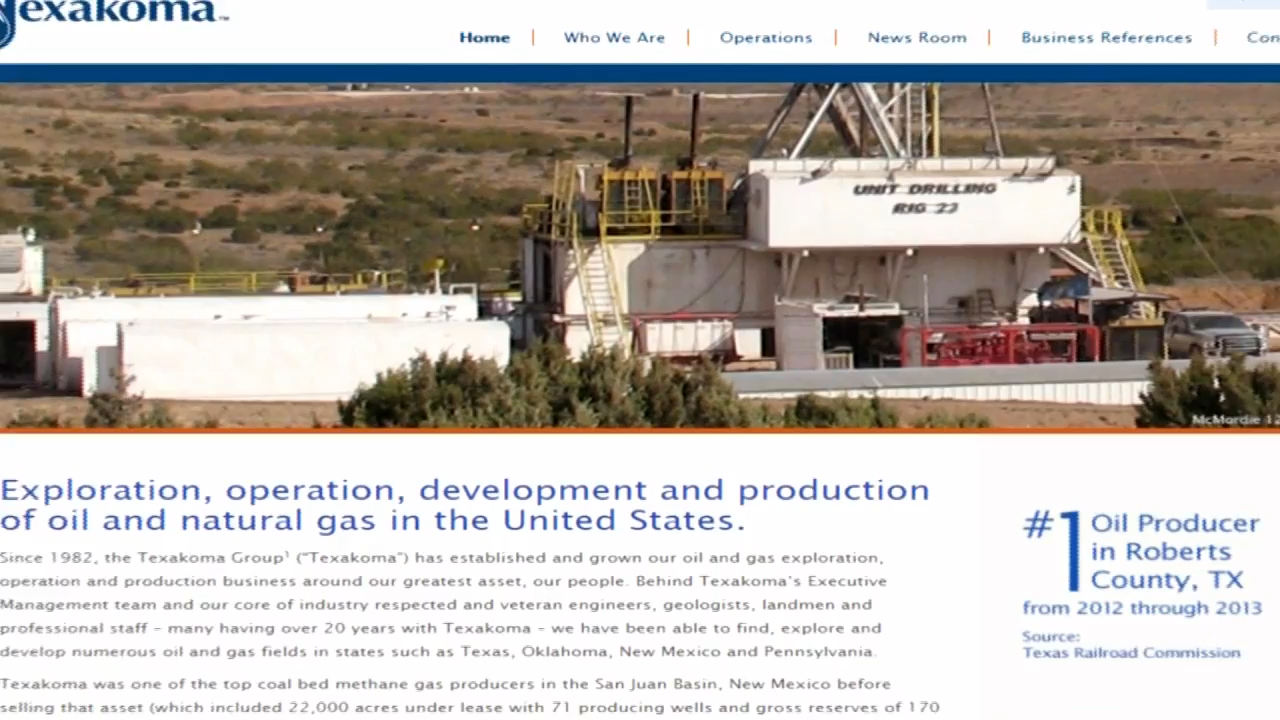 Texakoma™
Home | Who We Are | Operations | News Room | Business References | Con
UNIT DRILLING
RIG 23
McMordie 12
Exploration, operation, development and production
of oil and natural gas in the United States.
Since 1982, the Texakoma Group¹ ("Texakoma") has established and grown our oil and gas exploration,
operation and production business around our greatest asset, our people. Behind Texakoma's Executive
Management team and our core of industry respected and veteran engineers, geologists, landmen and
professional staff – many having over 20 years with Texakoma – we have been able to find, explore and
develop numerous oil and gas fields in states such as Texas, Oklahoma, New Mexico and Pennsylvania.
Texakoma was one of the top coal bed methane gas producers in the San Juan Basin, New Mexico before
selling that asset (which included 22,000 acres under lease with 71 producing wells and gross reserves of 170
#1 Oil Producer
in Roberts
County, TX
from 2012 through 2013
Source:
Texas Railroad Commission